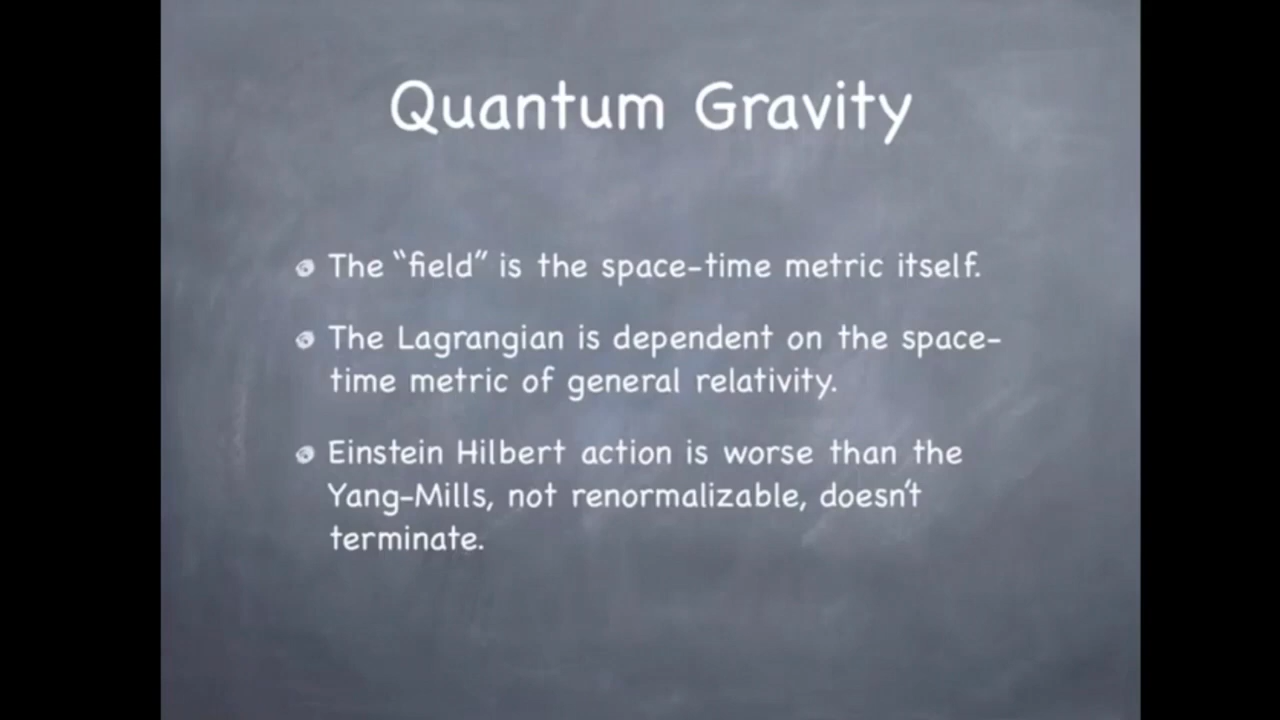 Quantum Gravity
The “field” is the space-time metric itself.
The Lagrangian is dependent on the space-
time metric of general relativity.
Einstein Hilbert action is worse than the
Yang-Mills, not renormalizable, doesn't
terminate.